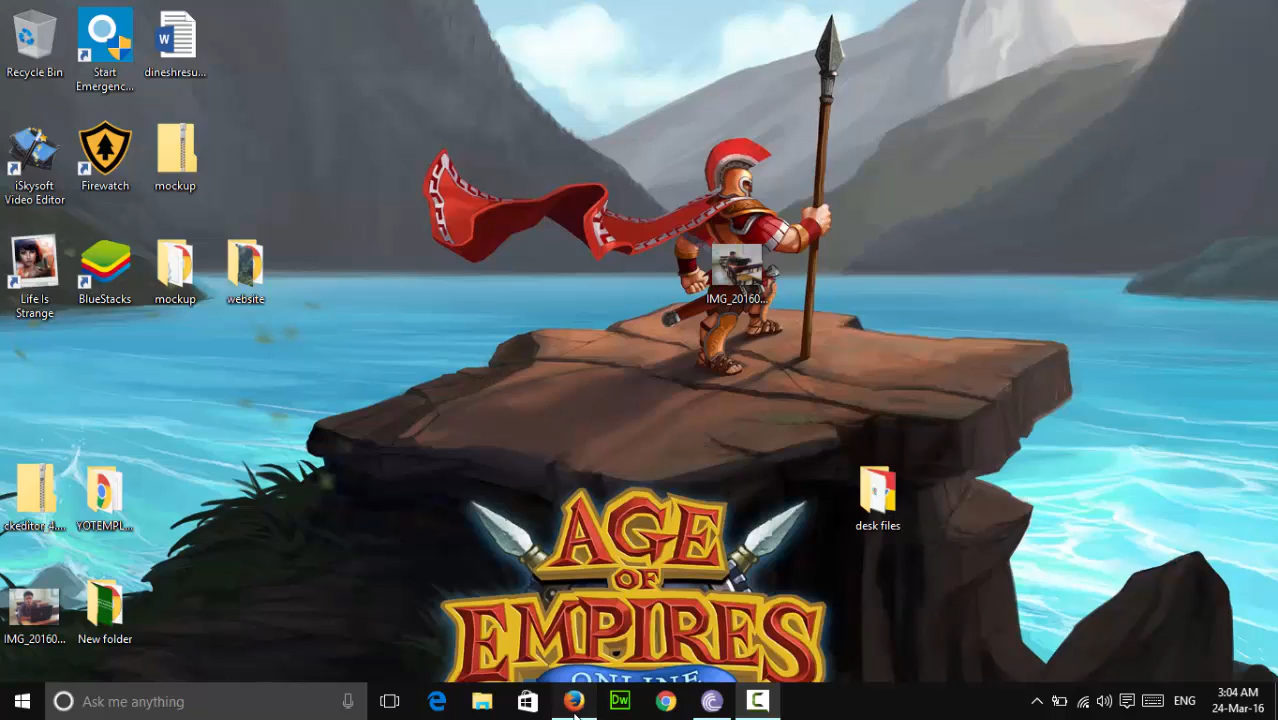 Recycle Bin
Start
Emergenc...
dineshresu...
iSkysoft
Video Editor
Firewatch
mockup
Life Is
Strange
BlueStacks
mockup
website
IMG_20160...
ckeditor_4....
YOTEMPL...
desk files
IMG_20160...
New folder
AGE
OF
EMPIRES
ONLINE
Ask me anything
Dw
ENG
3:04 AM
24-Mar-16